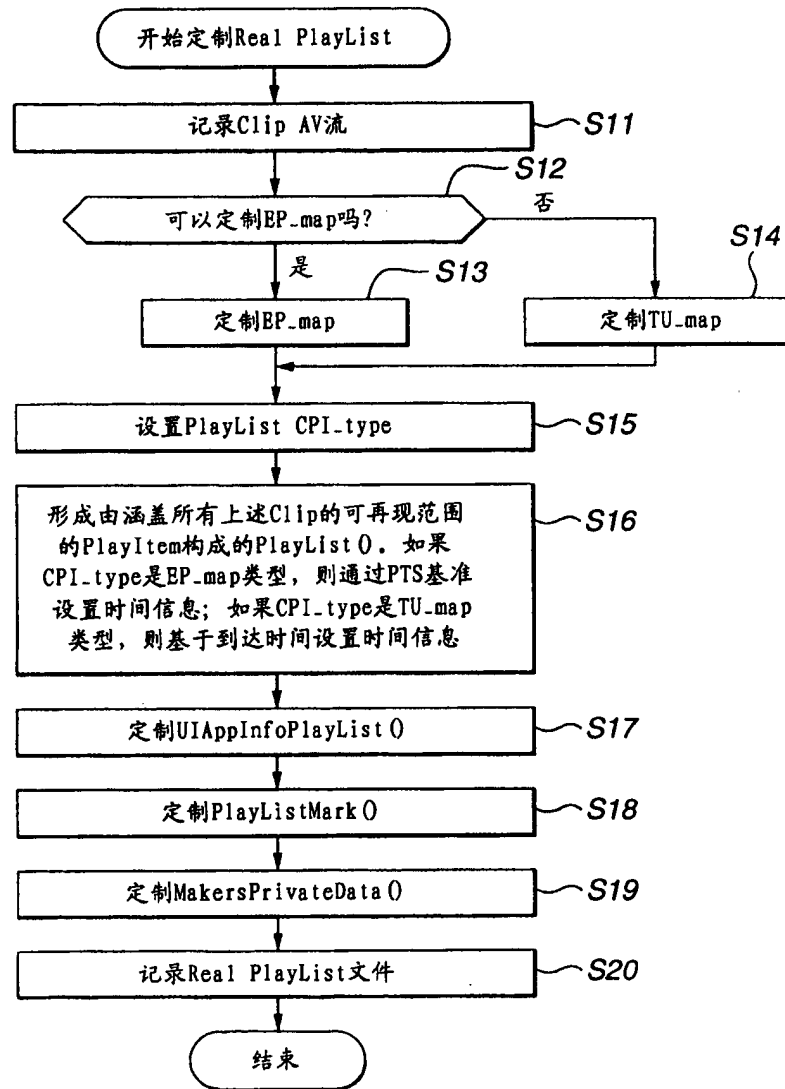 开始定制Real PlayList
记录Clip AV流
S11
S12
可以定制EP_map吗?
否
是
S13
S14
定制EP_map
定制TU_map
设置PlayList CPI_type
S15
形成由涵盖所有上述Clip的可再现范围
的PlayItem构成的PlayList()。如果
CPI_type是EP_map类型，则通过PTS基准
设置时间信息；如果CPI_type是TU_map
类型，则基于到达时间设置时间信息
S16
定制UIAppInfoPlayList()
S17
定制PlayListMark()
S18
定制MakersPrivateData()
S19
记录Real PlayList文件
S20
结束